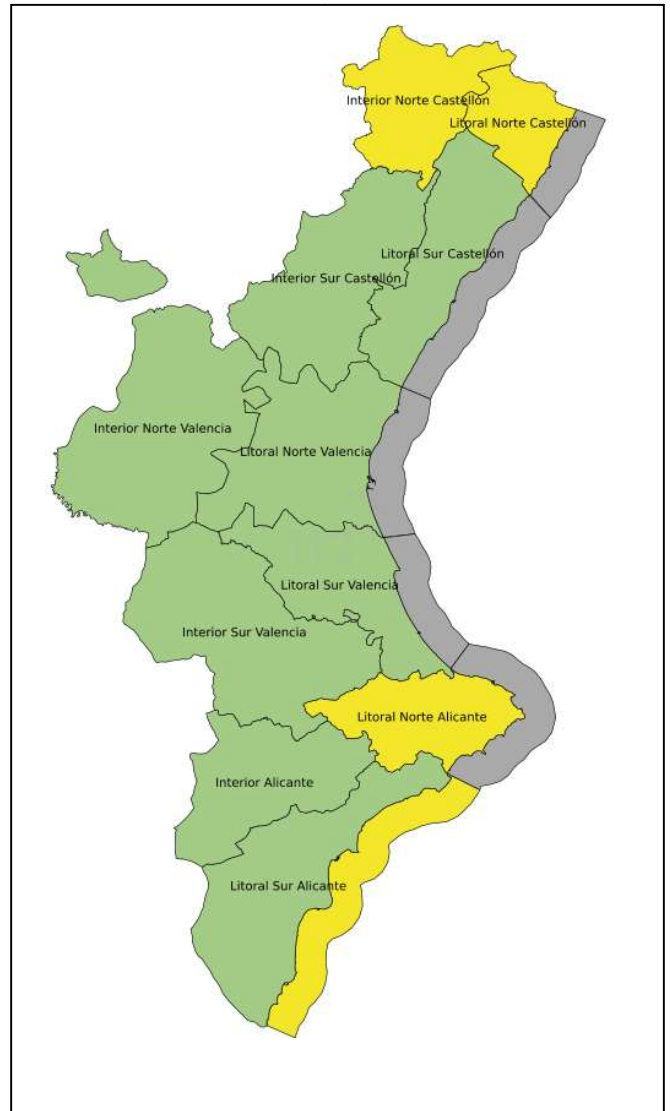 Interior Norte Castellón
Litoral Norte Castellón
Litoral Sur Castellón
Interior Sur Castellón
Interior Norte Valencia
Litoral Norte Valencia
Litoral Sur Valencia
Interior Sur Valencia
Litoral Norte Alicante
Interior Alicante
Litoral Sur Alicante